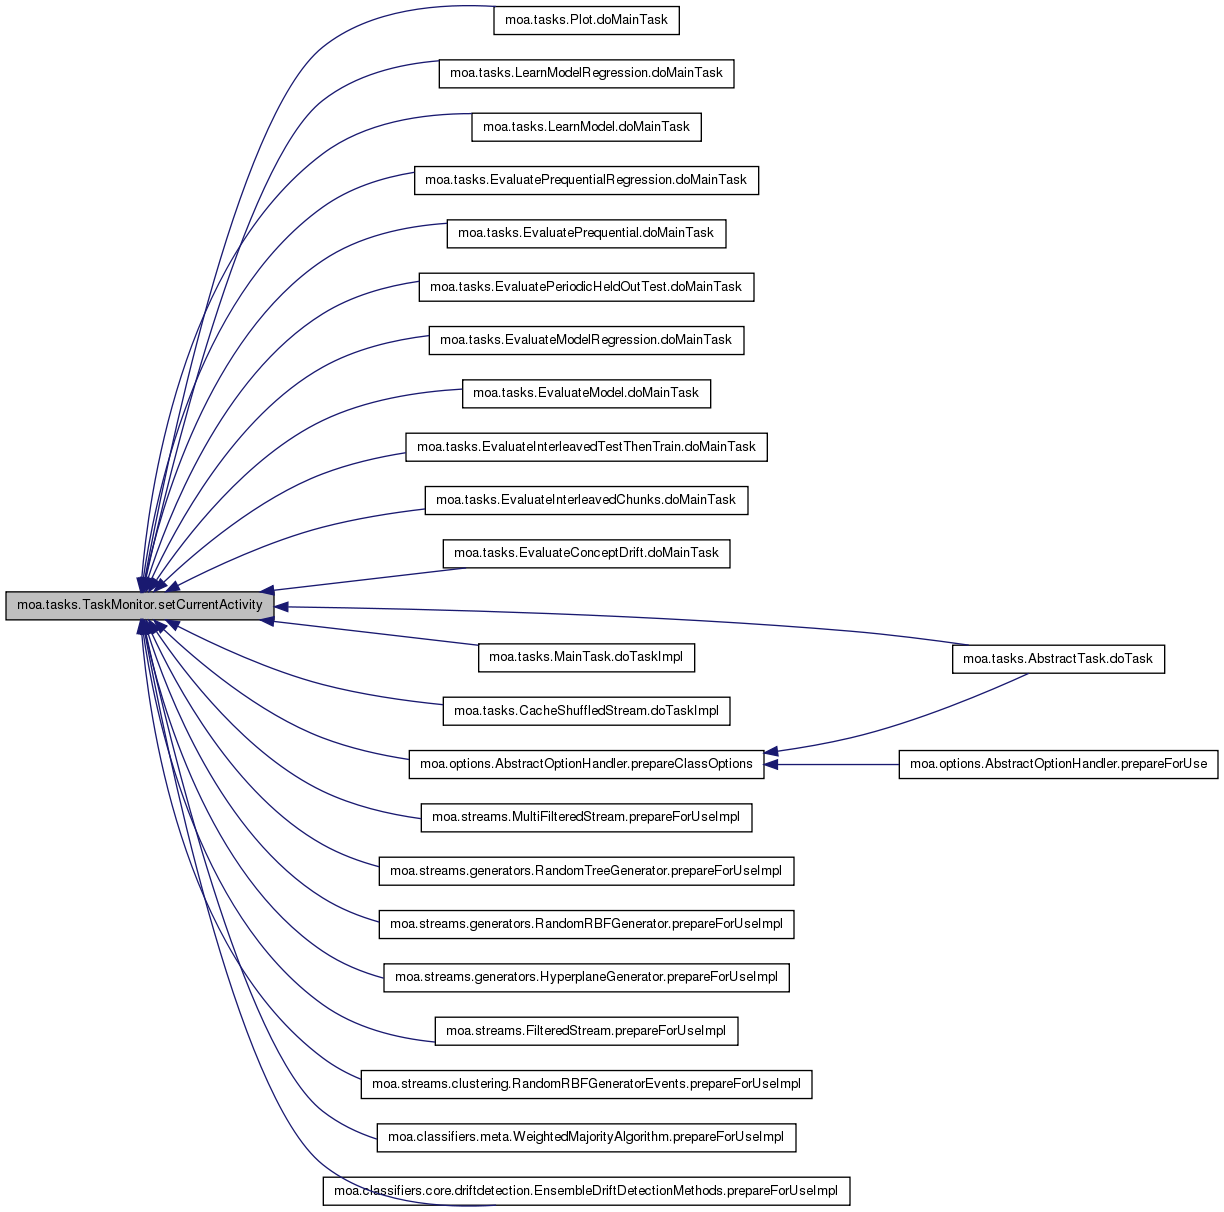 moa.tasks.Plot.doMainTask
moa.tasks.LearnModelRegression.doMainTask
moa.tasks.LearnModel.doMainTask
moa.tasks.EvaluatePrequentialRegression.doMainTask
moa.tasks.EvaluatePrequential.doMainTask
moa.tasks.EvaluatePeriodicHeldOutTest.doMainTask
moa.tasks.EvaluateModelRegression.doMainTask
moa.tasks.EvaluateModel.doMainTask
moa.tasks.EvaluateInterleavedTestThenTrain.doMainTask
moa.tasks.EvaluateInterleavedChunks.doMainTask
moa.tasks.EvaluateConceptDrift.doMainTask
moa.tasks.TaskMonitor.setCurrentActivity
moa.tasks.MainTask.doTaskImpl
moa.tasks.AbstractTask.doTask
moa.tasks.CacheShuffledStream.doTaskImpl
moa.options.AbstractOptionHandler.prepareClassOptions
moa.options.AbstractOptionHandler.prepareForUse
moa.streams.MultiFilteredStream.prepareForUseImpl
moa.streams.generators.RandomTreeGenerator.prepareForUseImpl
moa.streams.generators.RandomRBFGenerator.prepareForUseImpl
moa.streams.generators.HyperplaneGenerator.prepareForUseImpl
moa.streams.FilteredStream.prepareForUseImpl
moa.streams.clustering.RandomRBFGeneratorEvents.prepareForUseImpl
moa.classifiers.meta.WeightedMajorityAlgorithm.prepareForUseImpl
moa.classifiers.core.driftdetection.EnsembleDriftDetectionMethods.prepareForUseImpl